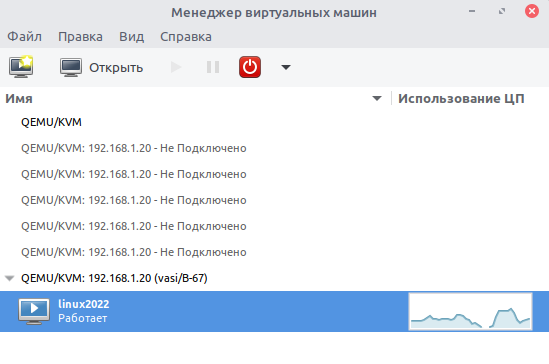 Менеджер виртуальных машин
Файл Правка Вид Справка
Открыть
Имя Использование ЦП
QEMU/KVM
QEMU/KVM: 192.168.1.20 - Не Подключено
QEMU/KVM: 192.168.1.20 - Не Подключено
QEMU/KVM: 192.168.1.20 - Не Подключено
QEMU/KVM: 192.168.1.20 - Не Подключено
QEMU/KVM: 192.168.1.20 - Не Подключено
QEMU/KVM: 192.168.1.20 (vasi/B-67)
linux2022
Работает